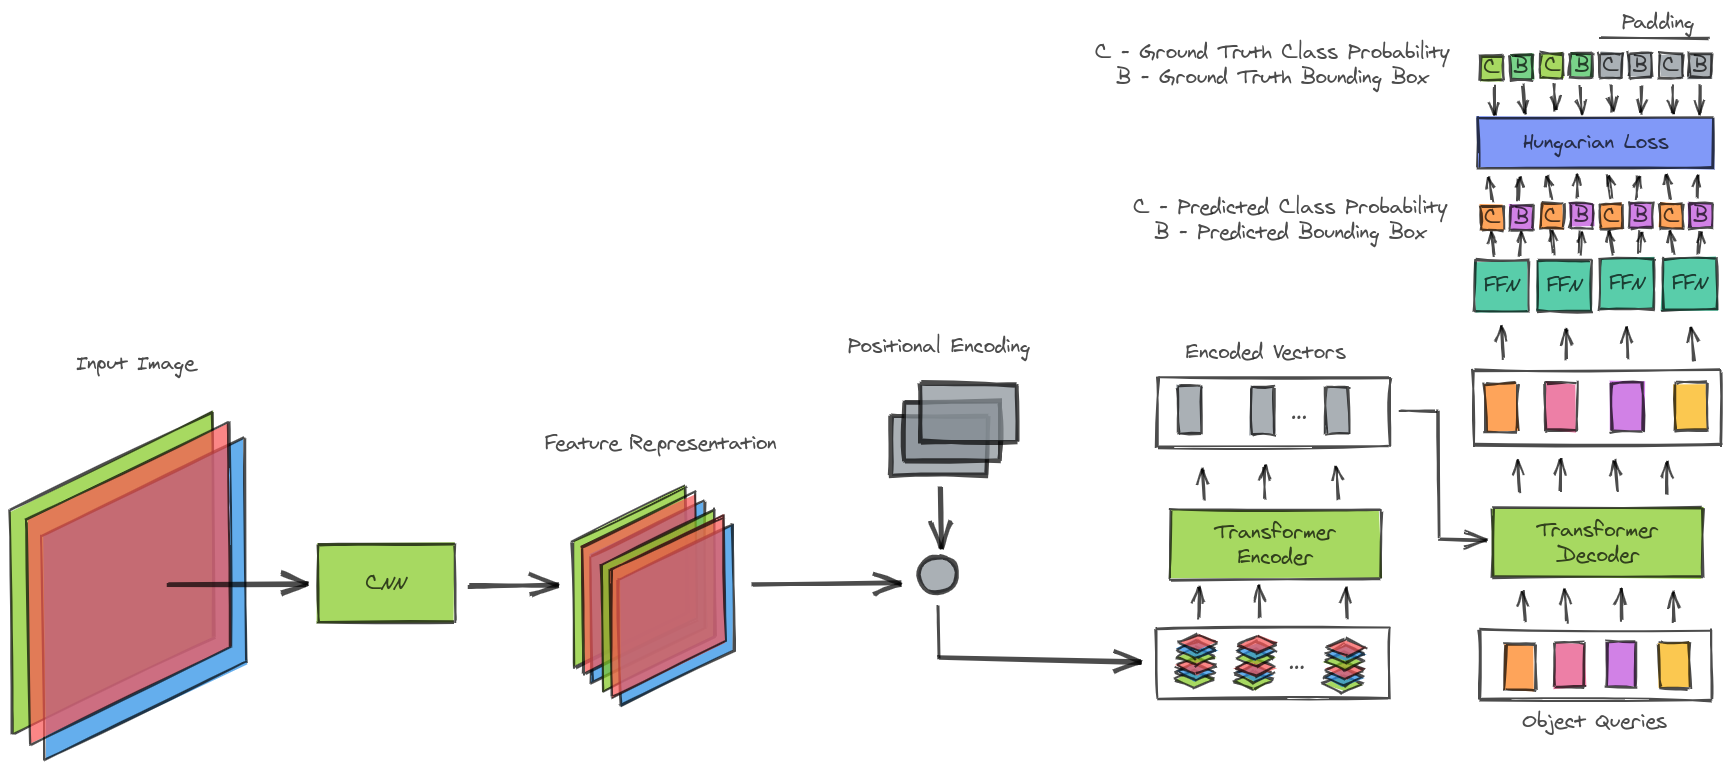 Padding
C - Ground Truth Class Probability
B - Ground Truth Bounding Box
C B C B C B C B
Hungarian Loss
C - Predicted Class Probability
B - Predicted Bounding Box
C B C B C B C B
FFN FFN FFN FFN
Positional Encoding
Encoded Vectors
Input Image
Feature Representation
...
Transformer
Encoder
Transformer
Decoder
CNN
...
Object Queries